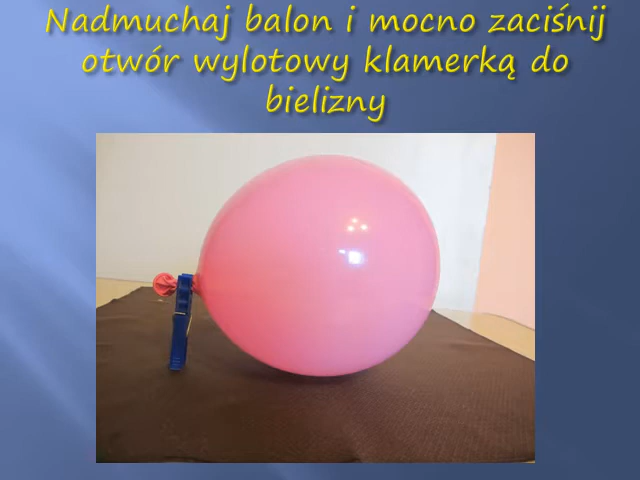 Nadmuchaj balon i mocno zaciśnij
otwór wylotowy klamerką do
bielizny